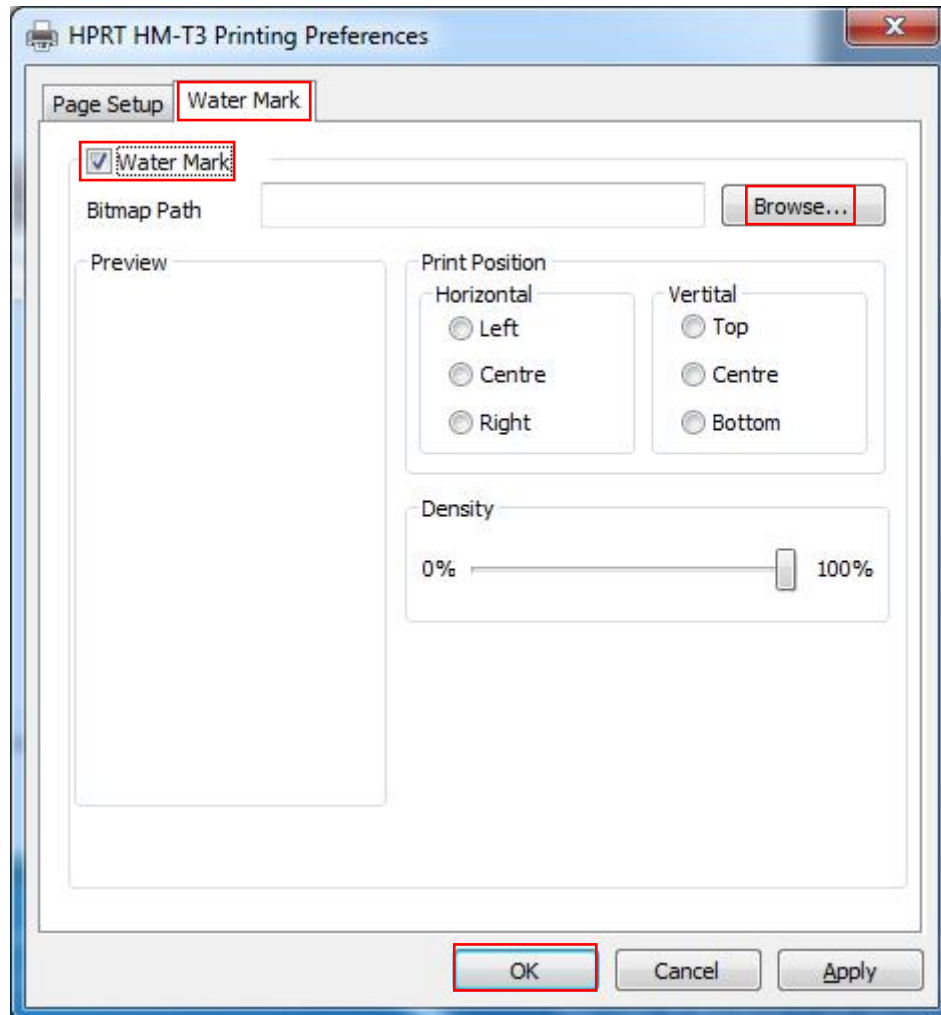 HPRT HM-T3 Printing Preferences
Page Setup Water Mark
Water Mark
Bitmap Path Browse...
Preview Print Position
Horizontal Vertital
Left Top
Centre Centre
Right Bottom
Density
0% 100%
OK Cancel Apply